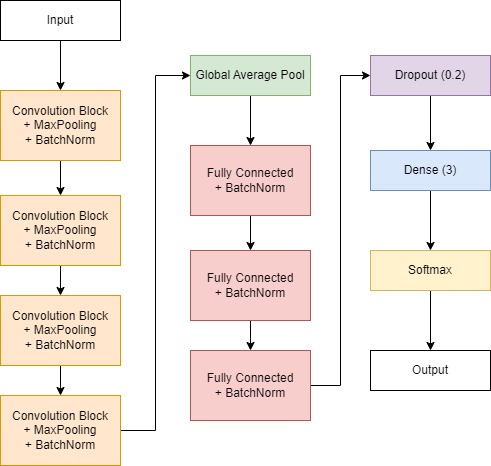 Input
Convolution Block
+ MaxPooling
+ BatchNorm
Convolution Block
+ MaxPooling
+ BatchNorm
Convolution Block
+ MaxPooling
+ BatchNorm
Convolution Block
+ MaxPooling
+ BatchNorm
Global Average Pool
Fully Connected
+ BatchNorm
Fully Connected
+ BatchNorm
Fully Connected
+ BatchNorm
Dropout (0.2)
Dense (3)
Softmax
Output